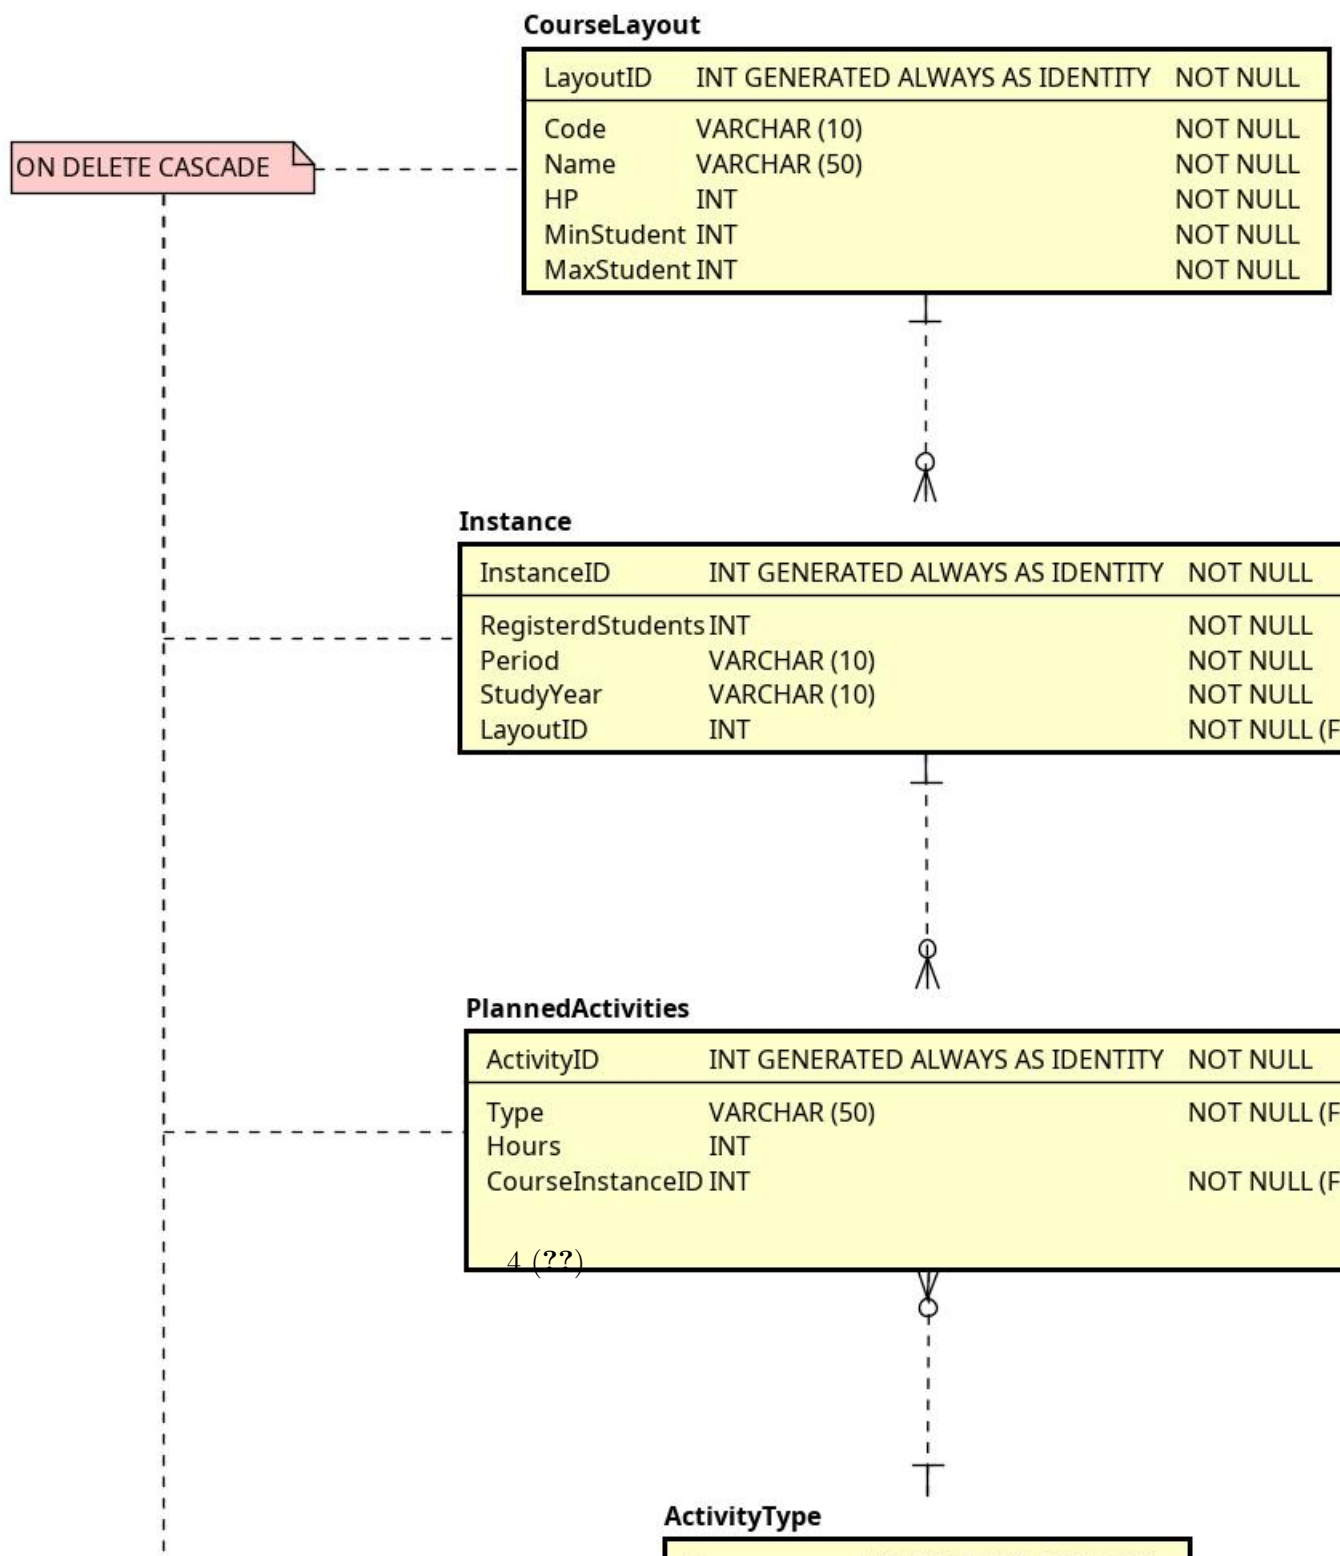 CourseLayout
LayoutID INT GENERATED ALWAYS AS IDENTITY NOT NULL
Code VARCHAR (10) NOT NULL
ON DELETE CASCADE
Name VARCHAR (50) NOT NULL
HP INT NOT NULL
MinStudent INT NOT NULL
MaxStudent INT NOT NULL
Instance
InstanceID INT GENERATED ALWAYS AS IDENTITY NOT NULL
RegisterdStudents INT NOT NULL
Period VARCHAR (10) NOT NULL
StudyYear VARCHAR (10) NOT NULL
LayoutID INT NOT NULL (F
PlannedActivities
ActivityID INT GENERATED ALWAYS AS IDENTITY NOT NULL
Type VARCHAR (50) NOT NULL (F
Hours INT
CourseInstanceID INT NOT NULL (F
4 (??)
ActivityType